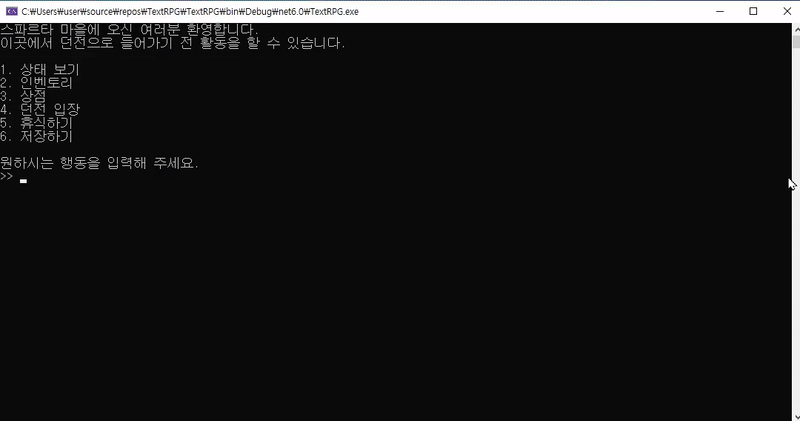 C:₩Users₩user₩source₩repos₩TextRPG₩TextRPG₩bin₩Debug₩net6.0₩TextRPG.exe
스파르타 마을에 오신 여러분 환영합니다.
이곳에서 던전으로 들어가기 전 활동을 할 수 있습니다.
1. 상태 보기
2. 인벤토리
3. 상점
4. 던전 입장
5. 휴식하기
6. 저장하기
원하시는 행동을 입력해 주세요.
>>